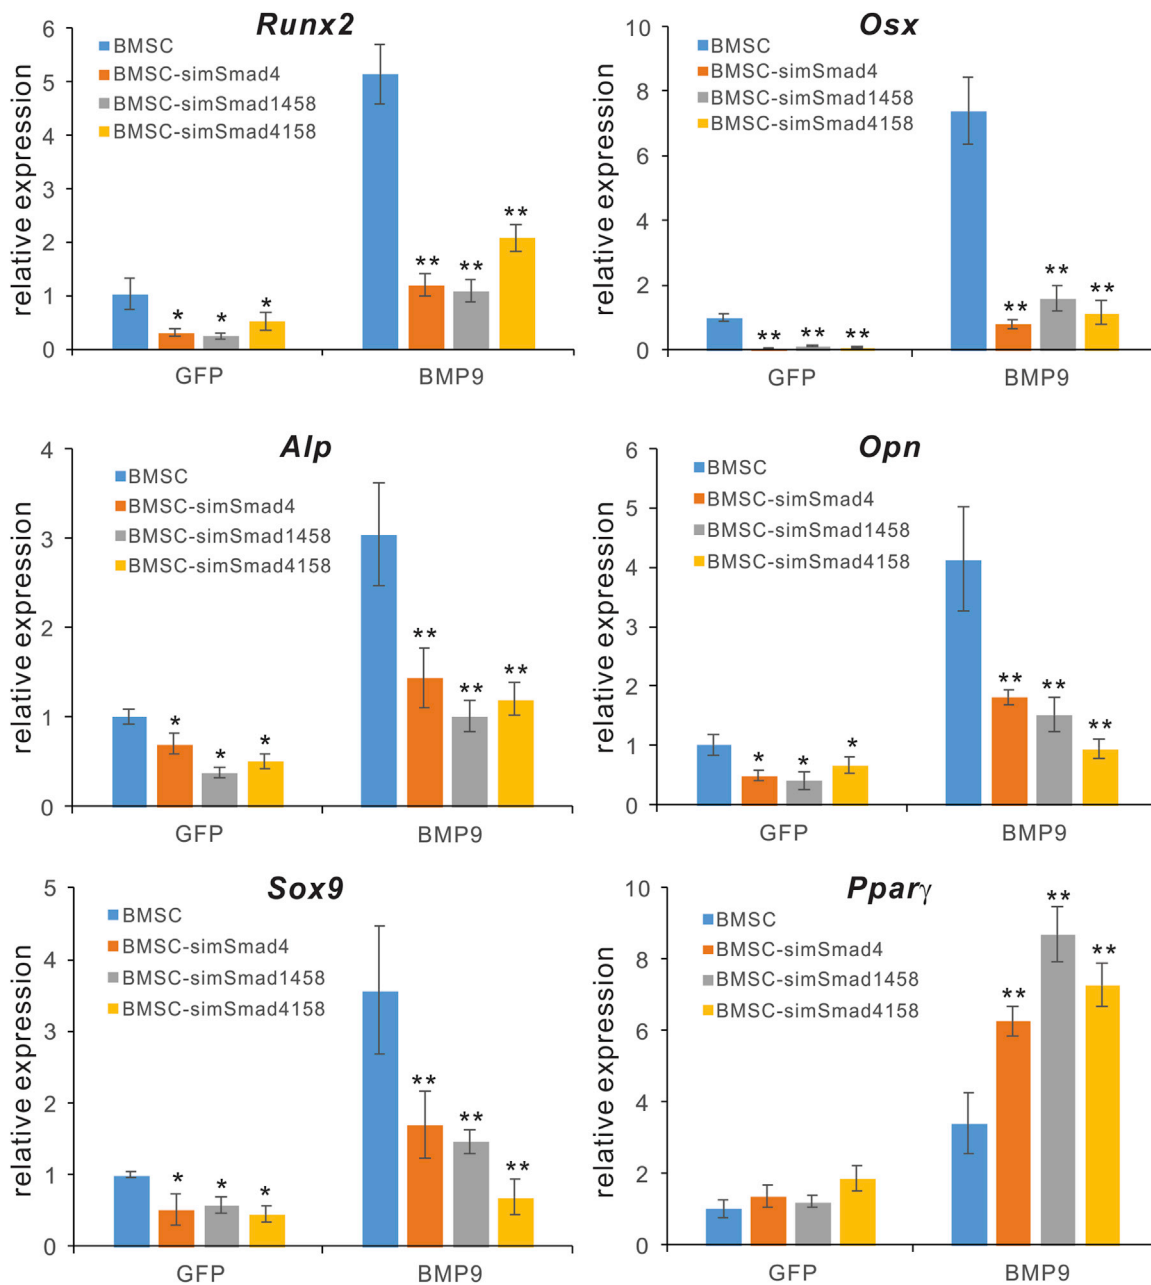 Runx2
relative expression
6
5
4
3
2
1
0
BMSC
BMSC-simSmad4
BMSC-simSmad1458
BMSC-simSmad4158
*
*
*
**
**
**
GFP
BMP9
Osx
relative expression
10
8
6
4
2
0
BMSC
BMSC-simSmad4
BMSC-simSmad1458
BMSC-simSmad4158
**
**
**
**
**
**
GFP
BMP9
Alp
relative expression
4
3
2
1
0
BMSC
BMSC-simSmad4
BMSC-simSmad1458
BMSC-simSmad4158
*
*
*
**
**
**
GFP
BMP9
Opn
relative expression
8
6
4
2
0
BMSC
BMSC-simSmad4
BMSC-simSmad1458
BMSC-simSmad4158
*
*
*
**
**
**
GFP
BMP9
Sox9
relative expression
5
4
3
2
1
0
BMSC
BMSC-simSmad4
BMSC-simSmad1458
BMSC-simSmad4158
*
*
*
**
**
**
GFP
BMP9
Pparγ
relative expression
10
8
6
4
2
0
BMSC
BMSC-simSmad4
BMSC-simSmad1458
BMSC-simSmad4158
**
**
**
GFP
BMP9